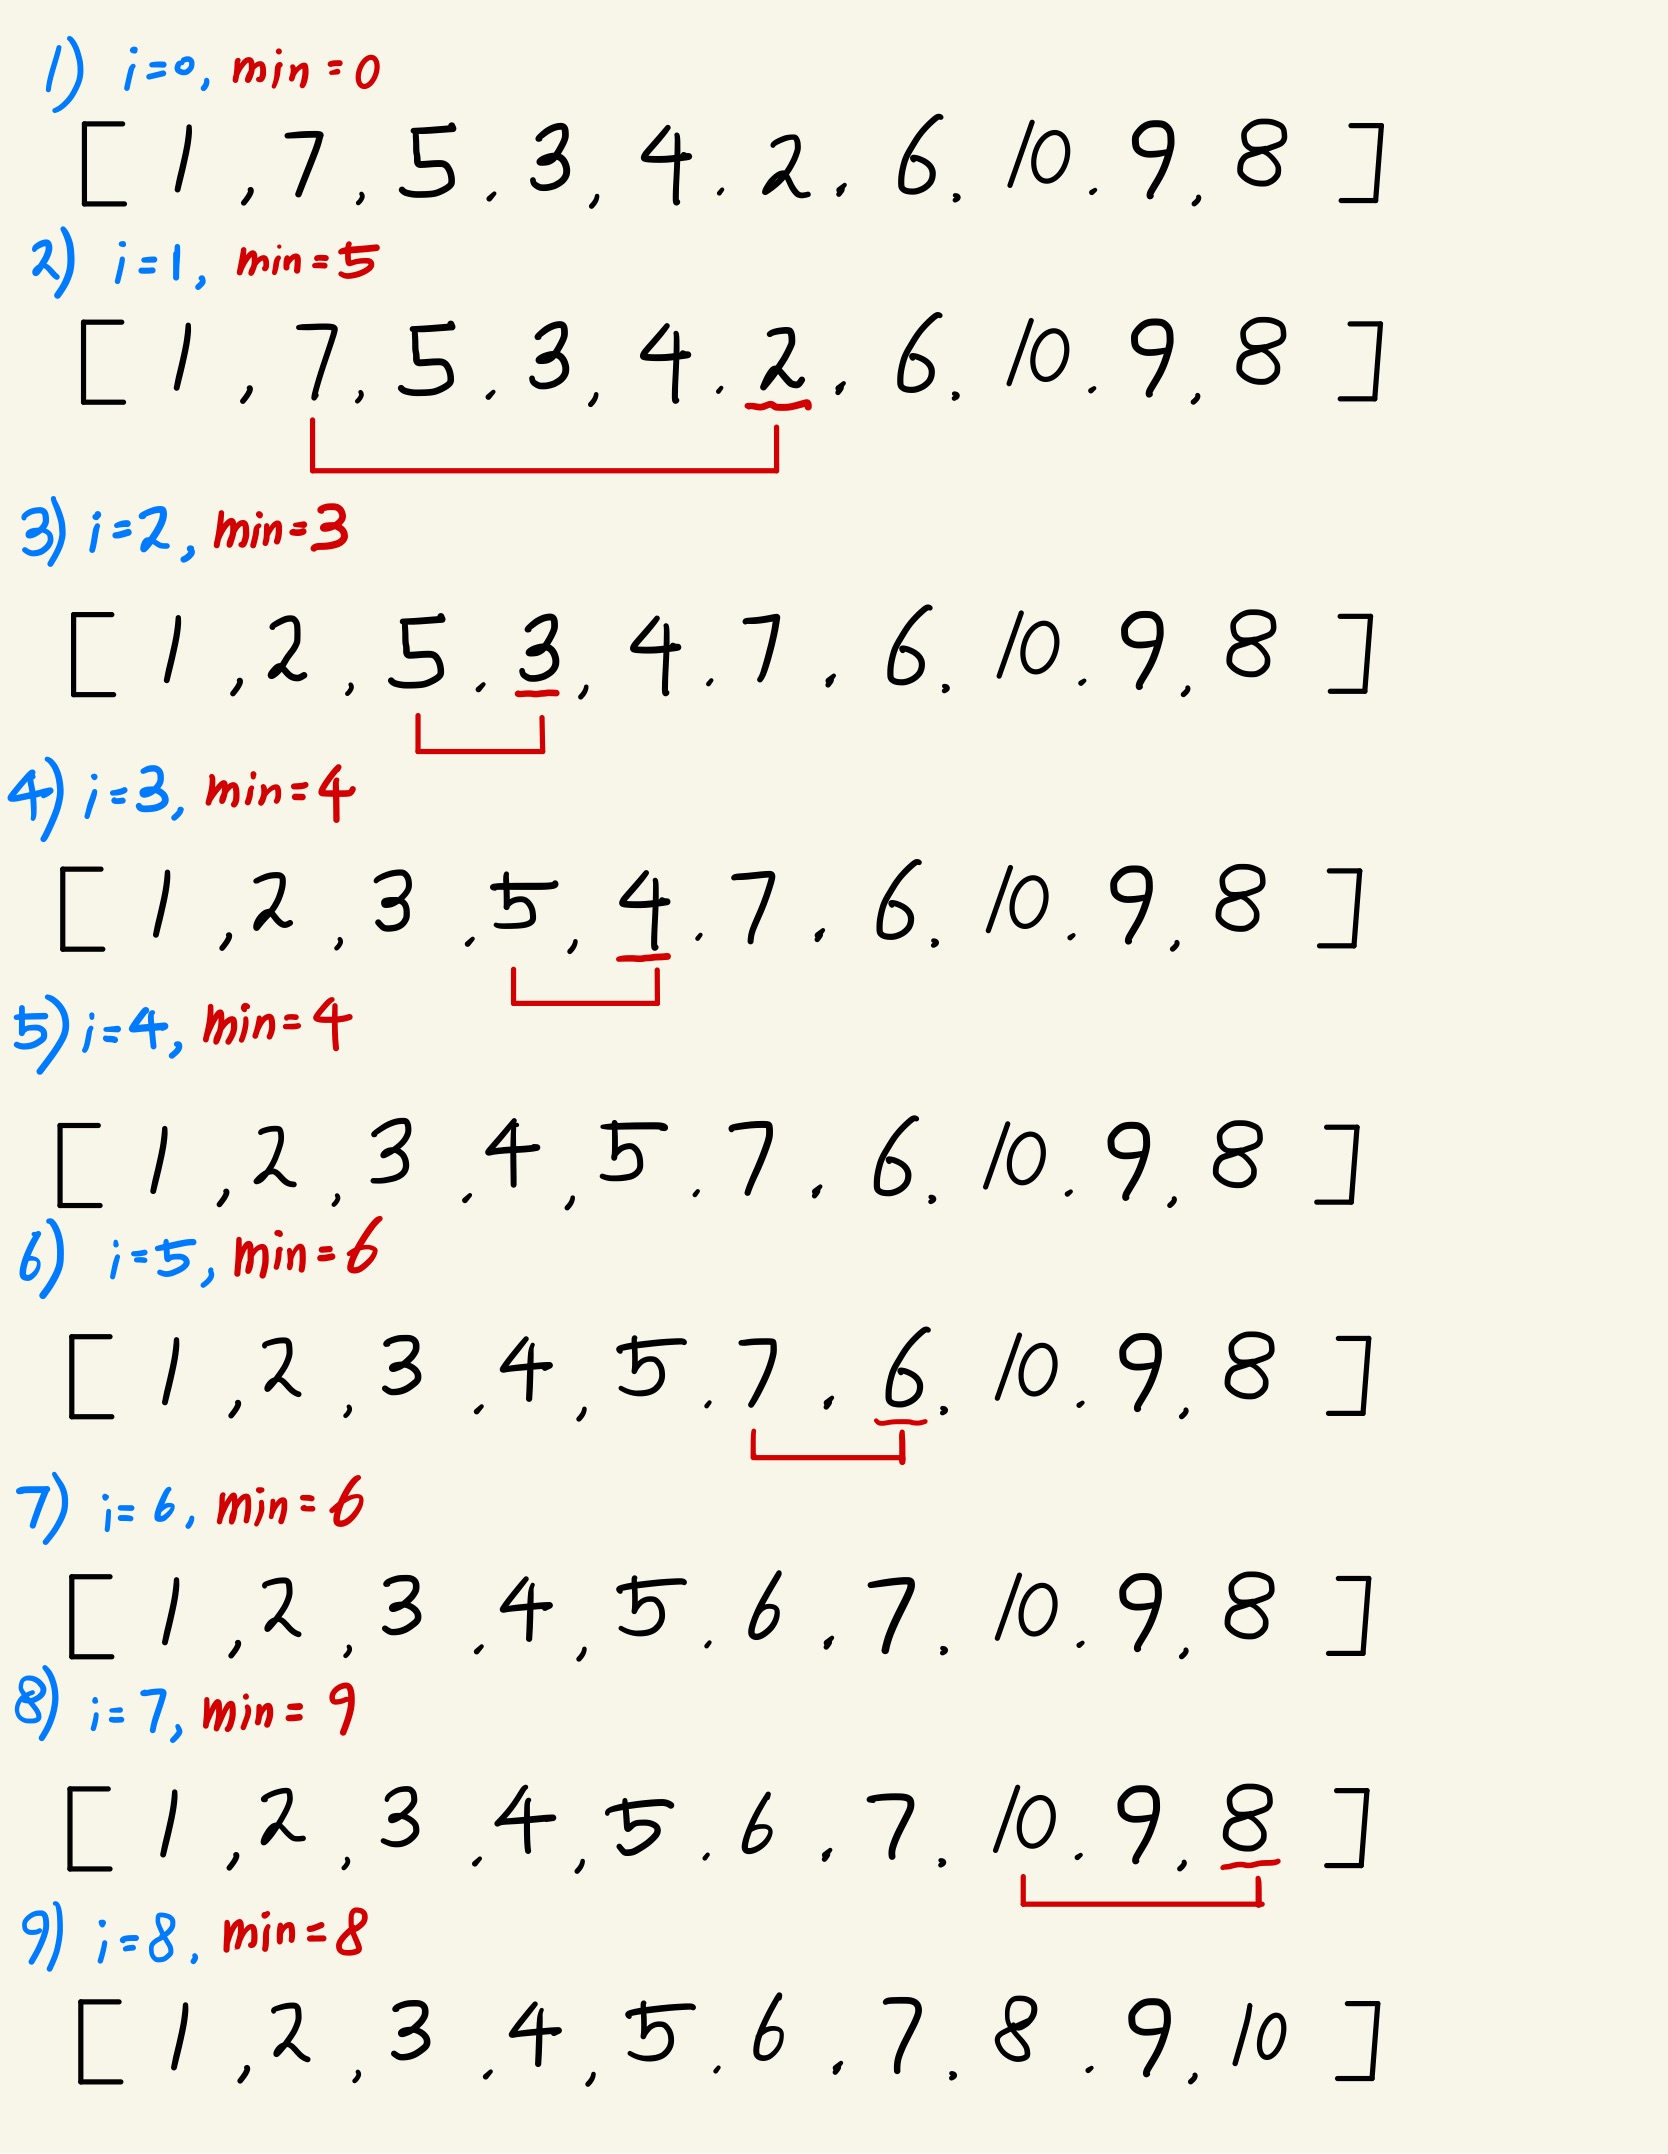 1) i=0, min=0
[ 1 , 7 , 5 . 3 , 4 . 2 . 6 . 10 . 9 , 8 ]
2) i=1, min=5
[ 1 , 7 , 5 . 3 , 4 . 2 . 6 . 10 . 9 , 8 ]
3) i=2, min=3
[ 1 , 2 , 5 . 3 , 4 . 7 . 6 . 10 . 9 , 8 ]
4) i=3, min=4
[ 1 , 2 , 3 . 5 , 4 . 7 . 6 . 10 . 9 , 8 ]
5) i=4, min=4
[ 1 , 2 , 3 . 4 , 5 . 7 . 6 . 10 . 9 , 8 ]
6) i=5, min=6
[ 1 , 2 , 3 . 4 , 5 . 7 . 6 . 10 . 9 , 8 ]
7) i=6, min=6
[ 1 , 2 , 3 . 4 , 5 . 6 . 7 . 10 . 9 , 8 ]
8) i=7, min=9
[ 1 , 2 , 3 . 4 , 5 . 6 . 7 . 10 . 9 , 8 ]
9) i=8, min=8
[ 1 , 2 , 3 . 4 , 5 . 6 . 7 . 8 . 9 , 10 ]